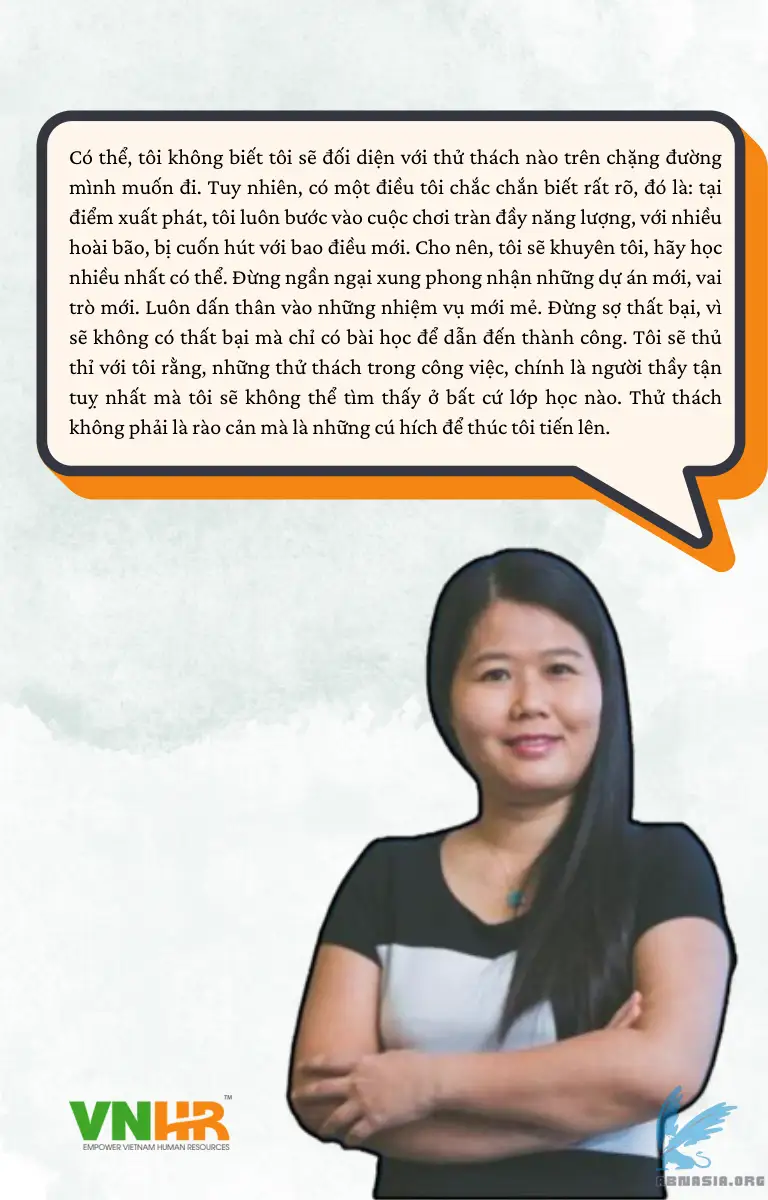 Có thể, tôi không biết tôi sẽ đối diện với thử thách nào trên chặng đường
mình muốn đi. Tuy nhiên, có một điều tôi chắc chắn biết rất rõ, đó là: tại
điểm xuất phát, tôi luôn bước vào cuộc chơi tràn đầy năng lượng, với nhiều
hoài bão, bị cuốn hút với bao điều mới. Cho nên, tôi sẽ khuyên tôi, hãy học
nhiều nhất có thể. Đừng ngần ngại xung phong nhận những dự án mới, vai
trò mới. Luôn dấn thân vào những nhiệm vụ mới mẻ. Đừng sợ thất bại, vì
sẽ không có thất bại mà chỉ có bài học để dẫn đến thành công. Tôi sẽ thủ
thỉ với tôi rằng, những thử thách trong công việc, chính là người thầy tận
tuỵ nhất mà tôi sẽ không thể tìm thấy ở bất cứ lớp học nào. Thử thách
không phải là rào cản mà là những cú hích để thúc tôi tiến lên.
VNHR™
EMPOWER VIETNAM HUMAN RESOURCES
ABNASIA.ORG